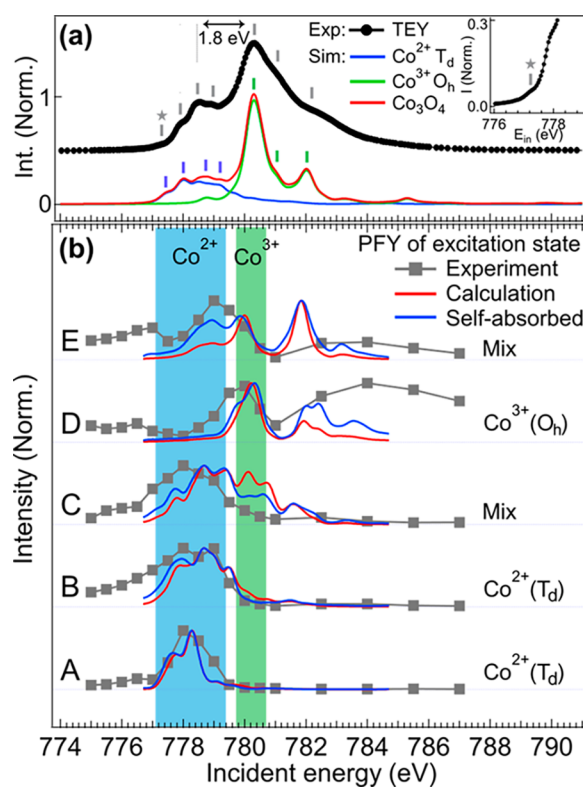 (a)
1.8 eV
Exp: TEY
Sim: Co2+ Td
Co3+ Oh
Co3O4
Int. (Norm.)
1
0
I (Norm.)
0.3
0.0
776 778
Ein (eV)
(b)
Co2+ Co3+
PFY of excitation state
Experiment
Calculation
Self-absorbed
E Mix
D Co3+(Oh)
C Mix
B Co2+(Td)
A Co2+(Td)
Intensity (Norm.)
774 776 778 780 782 784 786 788 790
Incident energy (eV)